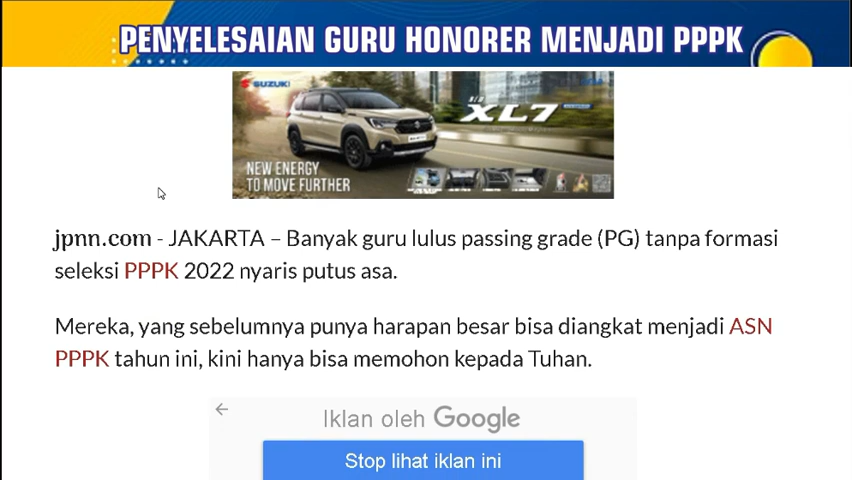 PENYELESAIAN GURU HONORER MENJADI PPPK
SUZUKI
XL7
NEW ENERGY
TO MOVE FURTHER
jpnn.com - JAKARTA – Banyak guru lulus passing grade (PG) tanpa formasi
seleksi PPPK 2022 nyaris putus asa.
Mereka, yang sebelumnya punya harapan besar bisa diangkat menjadi ASN
PPPK tahun ini, kini hanya bisa memohon kepada Tuhan.
Iklan oleh Google
Stop lihat iklan ini